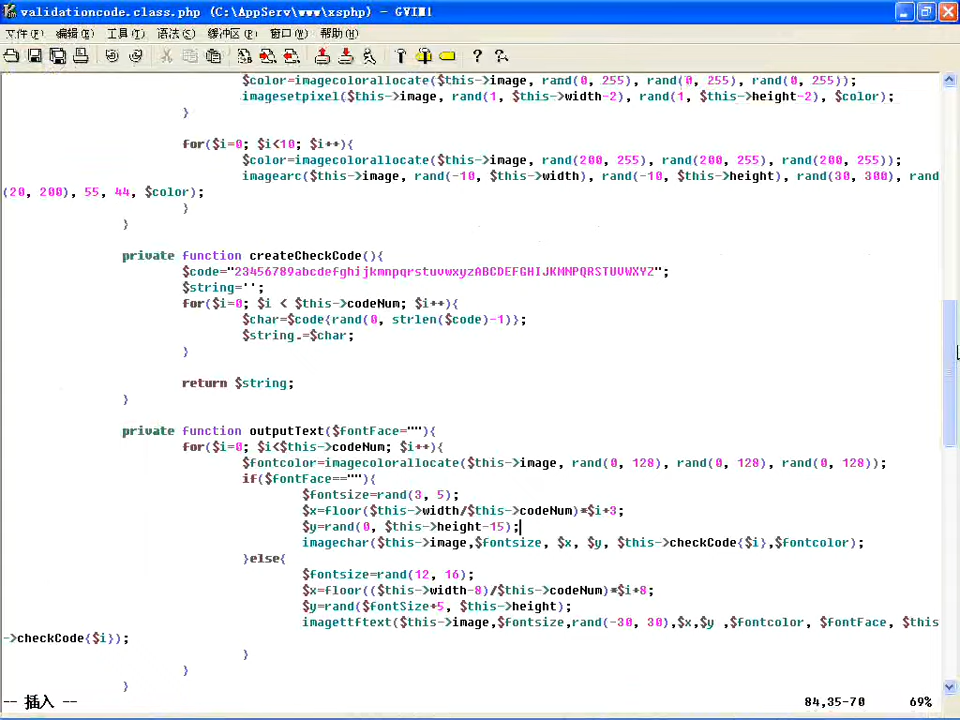 validationcode.class.php (C:\AppServ\www\xsphp) - GVIM1
文件(F) 编辑(E) 工具(T) 语法(S) 缓冲区(B) 窗口(W) 帮助(H)
$color=imagecolorallocate($this->image, rand(0, 255), rand(0, 255), rand(0, 255));
imagesetpixel($this->image, rand(1, $this->width-2), rand(1, $this->height-2), $color);
}
for($i=0; $i<10; $i++){
$color=imagecolorallocate($this->image, rand(200, 255), rand(200, 255), rand(200, 255));
imagearc($this->image, rand(-10, $this->width), rand(-10, $this->height), rand(30, 300), rand
(20, 200), 55, 44, $color);
}
}
private function createCheckCode(){
$code="23456789abcdefghijkmnpqrstuvwxyzABCDEFGHIJKMNPQRSTUVWXYZ";
$string='';
for($i=0; $i < $this->codeNum; $i++){
$char=$code{rand(0, strlen($code)-1)};
$string.=$char;
}
return $string;
}
private function outputText($fontFace=""){
for($i=0; $i<$this->codeNum; $i++){
$fontcolor=imagecolorallocate($this->image, rand(0, 128), rand(0, 128), rand(0, 128));
if($fontFace==""){
$fontsize=rand(3, 5);
$x=floor($this->width/$this->codeNum)*$i+3;
$y=rand(0, $this->height-15);
imagechar($this->image,$fontsize, $x, $y, $this->checkCode{$i},$fontcolor);
}else{
$fontsize=rand(12, 16);
$x=floor(($this->width-8)/$this->codeNum)*$i+8;
$y=rand($fontSize+5, $this->height);
imagettftext($this->image,$fontsize,rand(-30, 30),$x,$y ,$fontcolor, $fontFace, $this
->checkCode{$i});
}
}
}
-- 插入 -- 84,35-70 69%